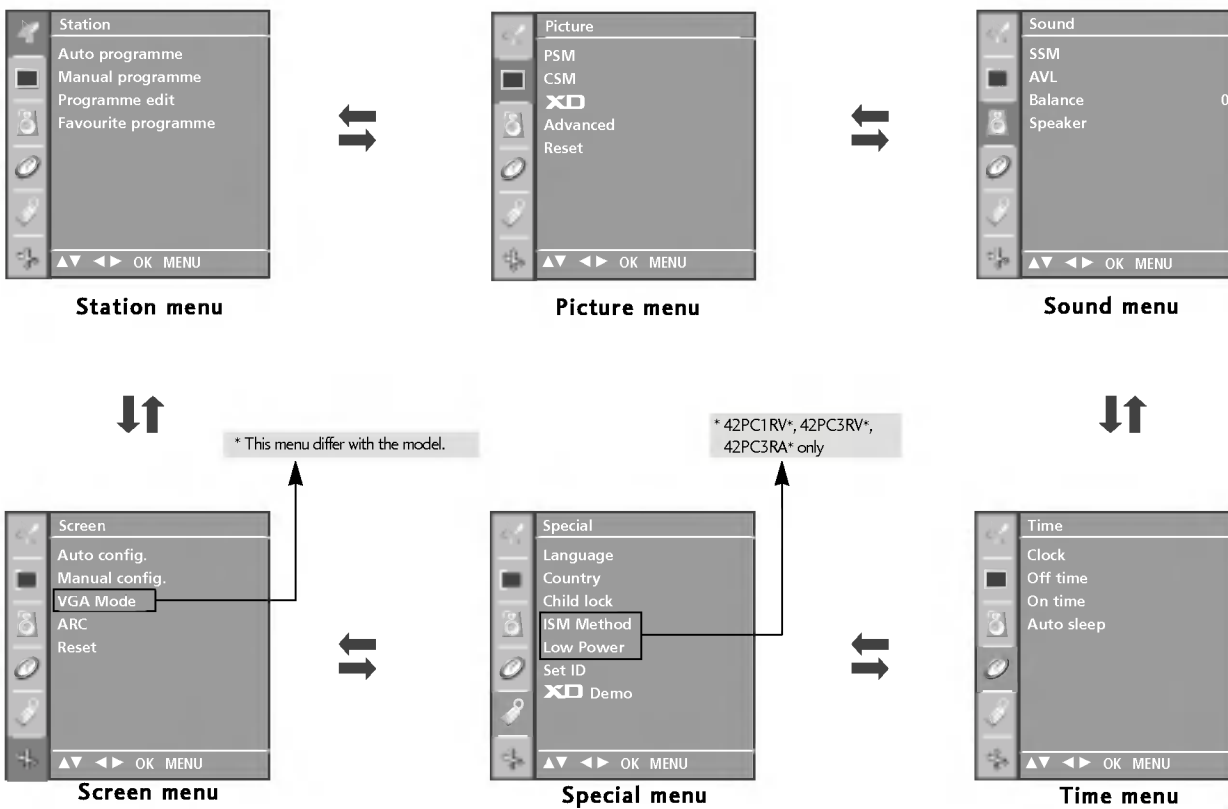 Station
Auto programme
Manual programme
Programme edit
Favourite programme
▲▼ ◄► OK MENU
Station menu
Picture
PSM
CSM
XD
Advanced
Reset
▲▼ ◄► OK MENU
Picture menu
Sound
SSM
AVL
Balance 0
Speaker
▲▼ ◄► OK MENU
Sound menu
* This menu differ with the model.
* 42PC1RV*, 42PC3RV*,
42PC3RA* only
Screen
Auto config.
Manual config.
VGA Mode
ARC
Reset
▲▼ ◄► OK MENU
Screen menu
Special
Language
Country
Child lock
ISM Method
Low Power
Set ID
XD Demo
▲▼ ◄► OK MENU
Special menu
Time
Clock
Off time
On time
Auto sleep
▲▼ ◄► OK MENU
Time menu